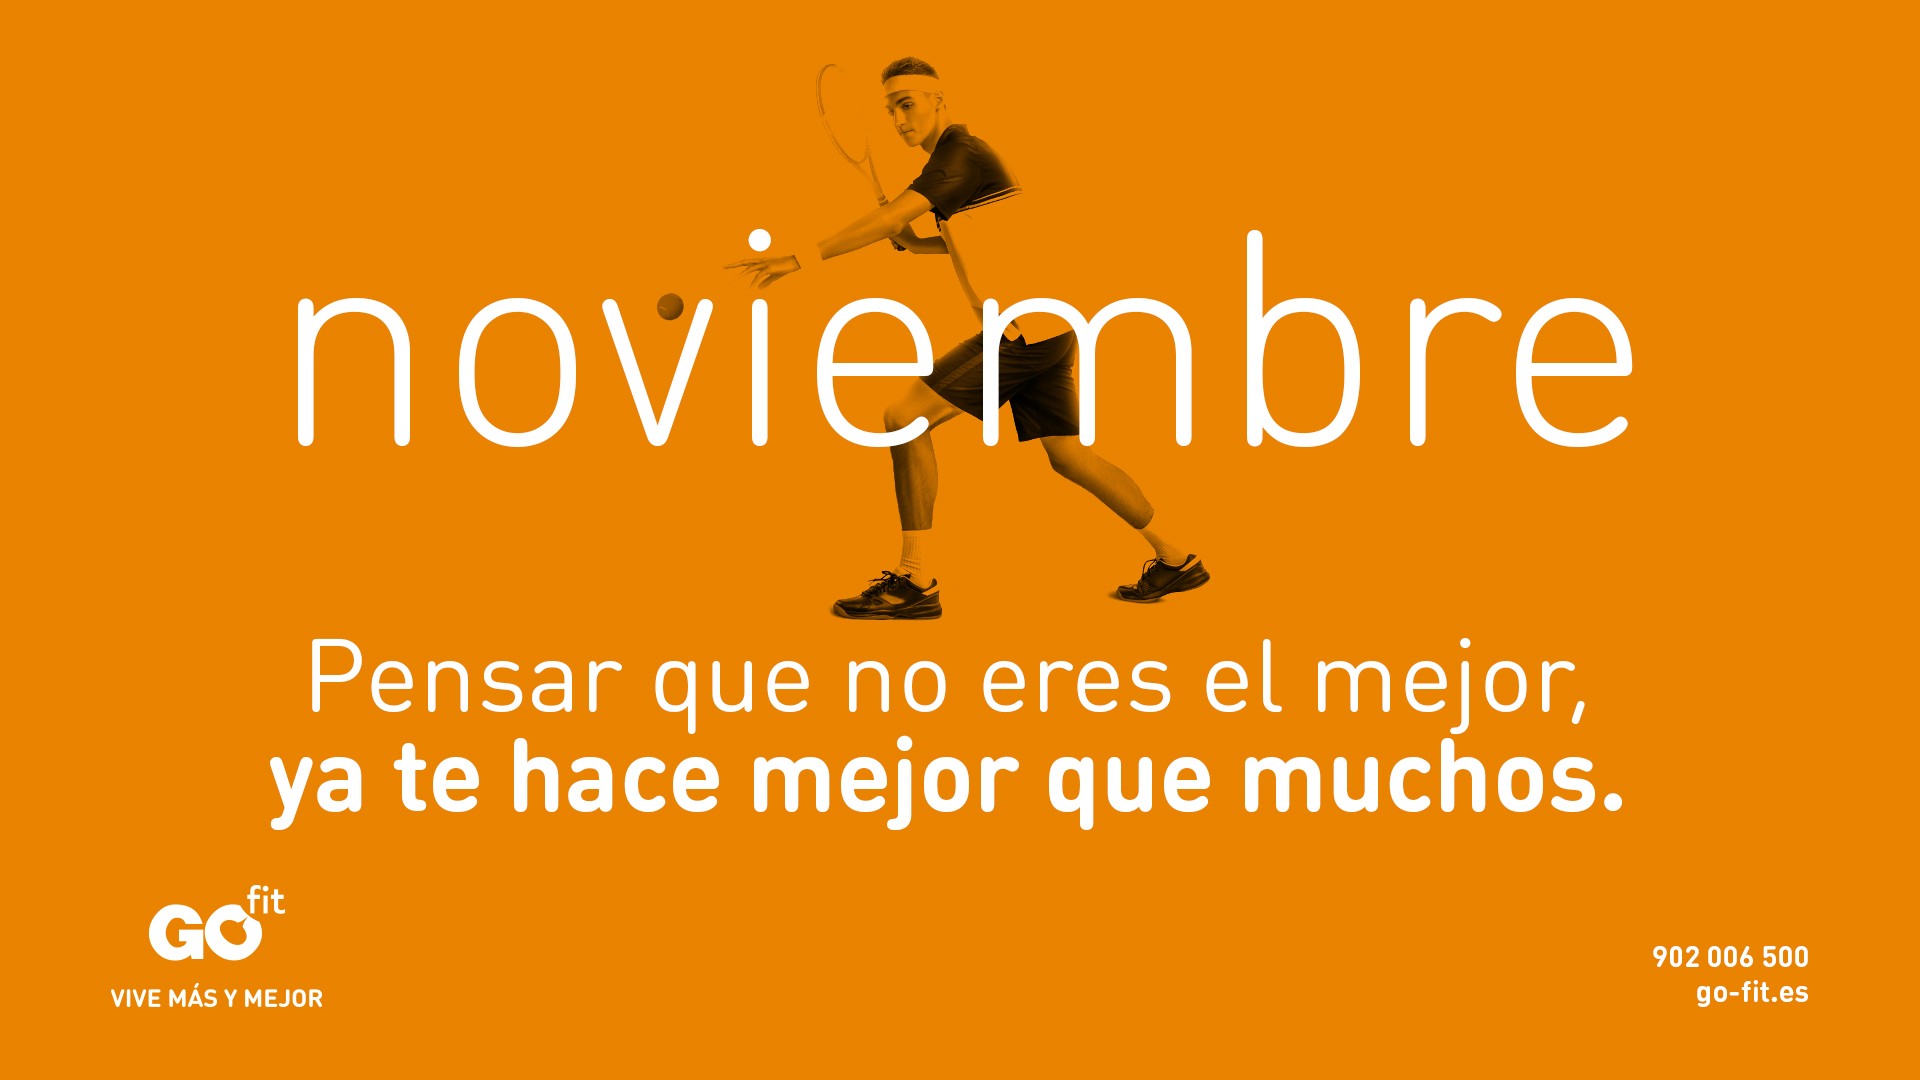 noviembre
Pensar que no eres el mejor,
ya te hace mejor que muchos.
GO fit
VIVE MÁS Y MEJOR
902 006 500
go-fit.es